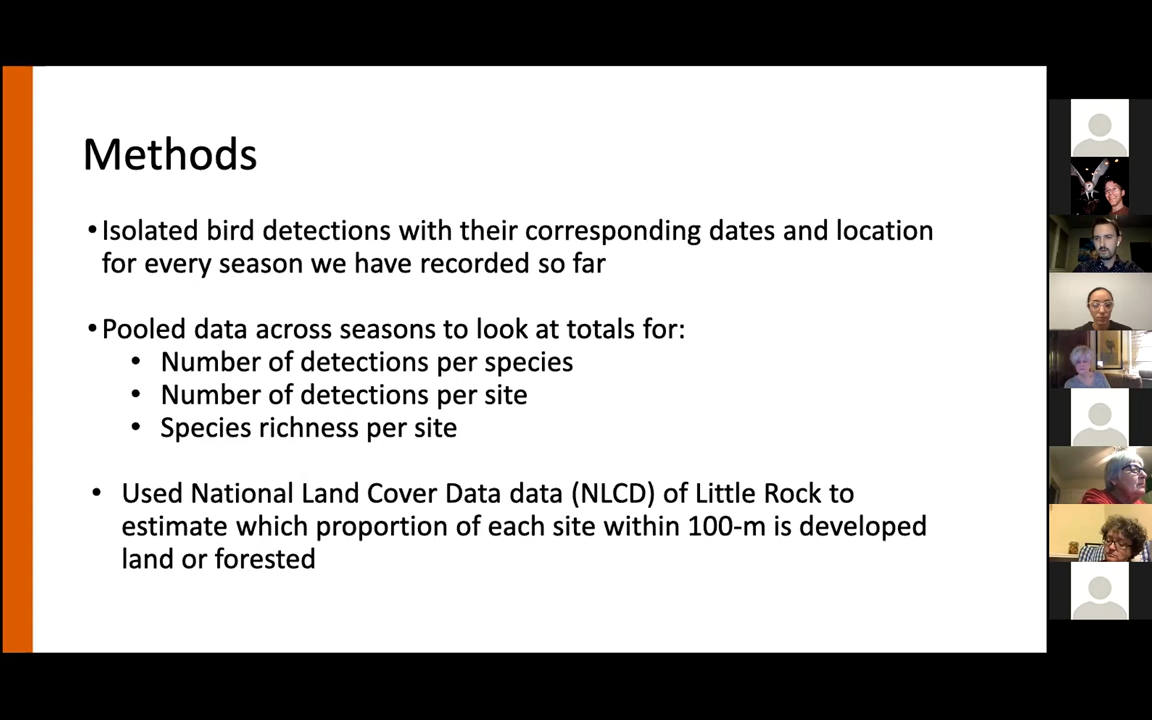 Methods
•Isolated bird detections with their corresponding dates and location
for every season we have recorded so far
•Pooled data across seasons to look at totals for:
• Number of detections per species
• Number of detections per site
• Species richness per site
• Used National Land Cover Data data (NLCD) of Little Rock to
estimate which proportion of each site within 100-m is developed
land or forested